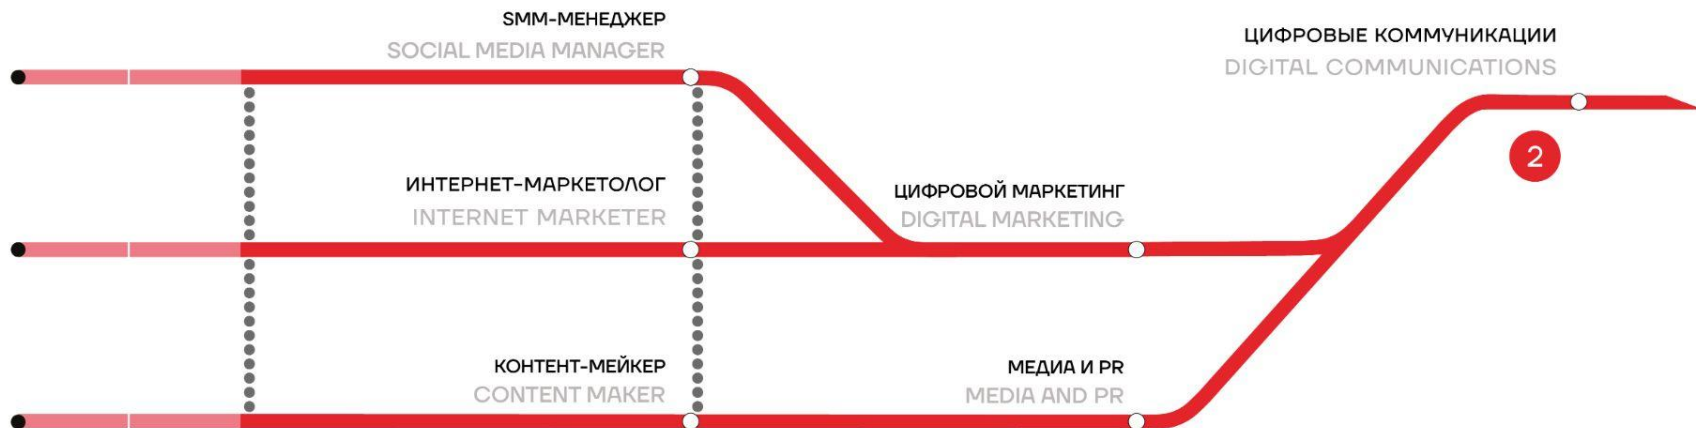 SMM-МЕНЕДЖЕР
SOCIAL MEDIA MANAGER
ЦИФРОВЫЕ КОММУНИКАЦИИ
DIGITAL COMMUNICATIONS
2
ИНТЕРНЕТ-МАРКЕТОЛОГ
INTERNET MARKETER
ЦИФРОВОЙ МАРКЕТИНГ
DIGITAL MARKETING
КОНТЕНТ-МЕЙКЕР
CONTENT MAKER
МЕДИА И PR
MEDIA AND PR